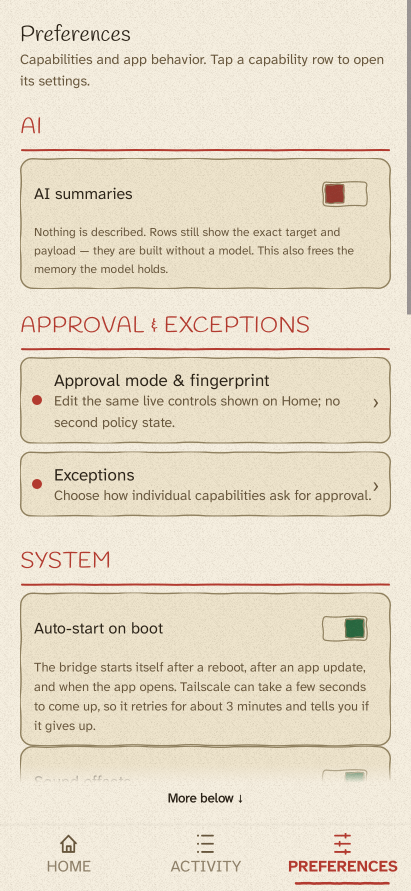 Preferences
Capabilities and app behavior. Tap a capability row to open
its settings.
AI
AI summaries
Nothing is described. Rows still show the exact target and
payload — they are built without a model. This also frees the
memory the model holds.
APPROVAL & EXCEPTIONS
Approval mode & fingerprint
Edit the same live controls shown on Home; no
second policy state.
›
Exceptions
Choose how individual capabilities ask for approval.
›
SYSTEM
Auto-start on boot
The bridge starts itself after a reboot, after an app update,
and when the app opens. Tailscale can take a few seconds
to come up, so it retries for about 3 minutes and tells you if
it gives up.
Sound effects
More below ↓
HOME
ACTIVITY
PREFERENCES